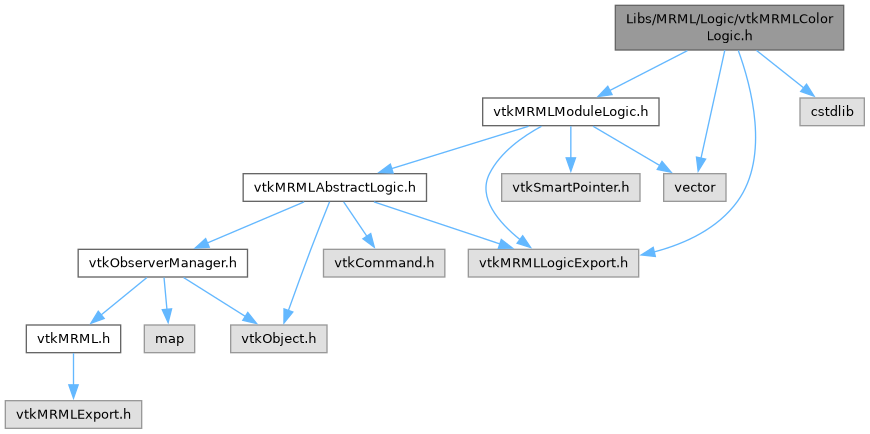 Libs/MRML/Logic/vtkMRMLColor
Logic.h
vtkMRMLModuleLogic.h
cstdlib
vtkMRMLAbstractLogic.h
vtkSmartPointer.h
vector
vtkObserverManager.h
vtkCommand.h
vtkMRMLLogicExport.h
vtkMRML.h
map
vtkObject.h
vtkMRMLExport.h